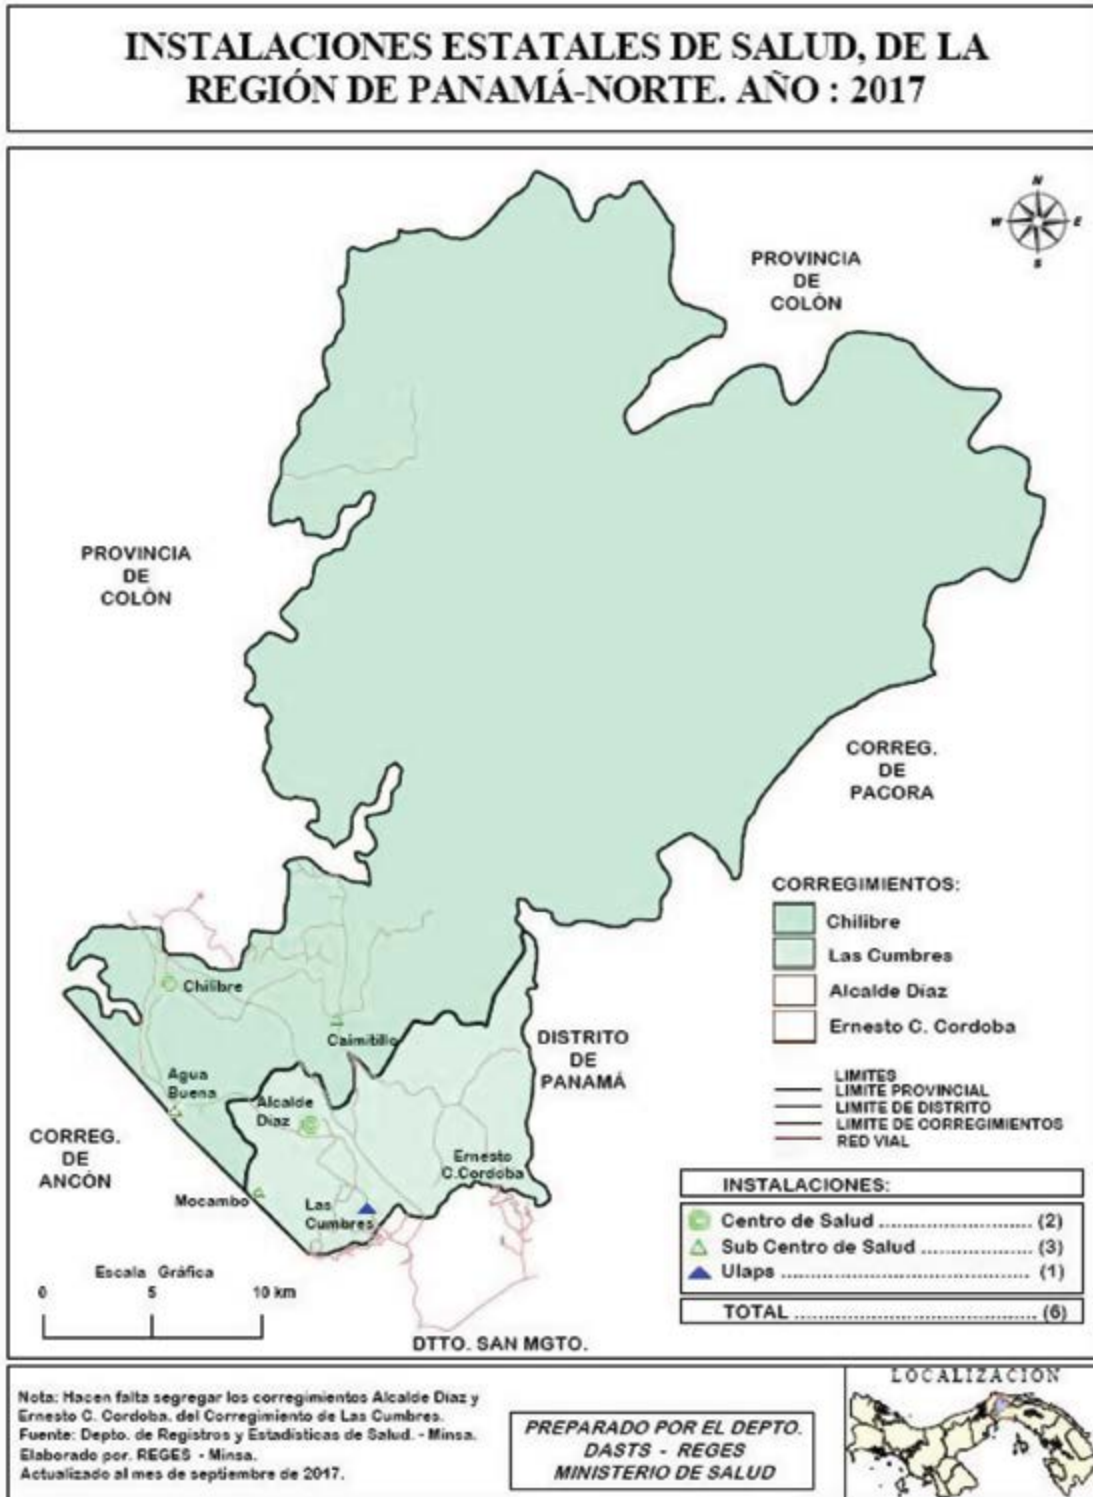 INSTALACIONES ESTATALES DE SALUD, DE LA
REGIÓN DE PANAMÁ-NORTE. AÑO : 2017
N
W E
S
PROVINCIA
DE
COLÓN
PROVINCIA
DE
COLÓN
CORREG.
DE
PACORA
CORREGIMIENTOS:
Chilibre
Las Cumbres
Alcalde Díaz
Ernesto C. Cordoba
LIMITES
LIMITE PROVINCIAL
LIMITE DE DISTRITO
LIMITE DE CORREGIMIENTOS
RED VIAL
Chilibre
Caimitillo
DISTRITO
DE
PANAMÁ
Agua
Buena
Alcalde
Díaz
CORREG.
DE
ANCÓN
Ernesto
C.Cordoba
Mocambo
Las
Cumbres
INSTALACIONES:
Centro de Salud ............................ (2)
Sub Centro de Salud .................... (3)
Ulaps ............................................. (1)
TOTAL ............................................ (6)
Escala Gráfica
0 5 10 km
DTTO. SAN MGTO.
Nota: Hacen falta segregar los corregimientos Alcalde Díaz y
Ernesto C. Cordoba, del Corregimiento de Las Cumbres.
Fuente: Depto. de Registros y Estadísticas de Salud. - Minsa.
Elaborado por. REGES - Minsa.
Actualizado al mes de septiembre de 2017.
PREPARADO POR EL DEPTO.
DASTS - REGES
MINISTERIO DE SALUD
LOCALIZACIÓN